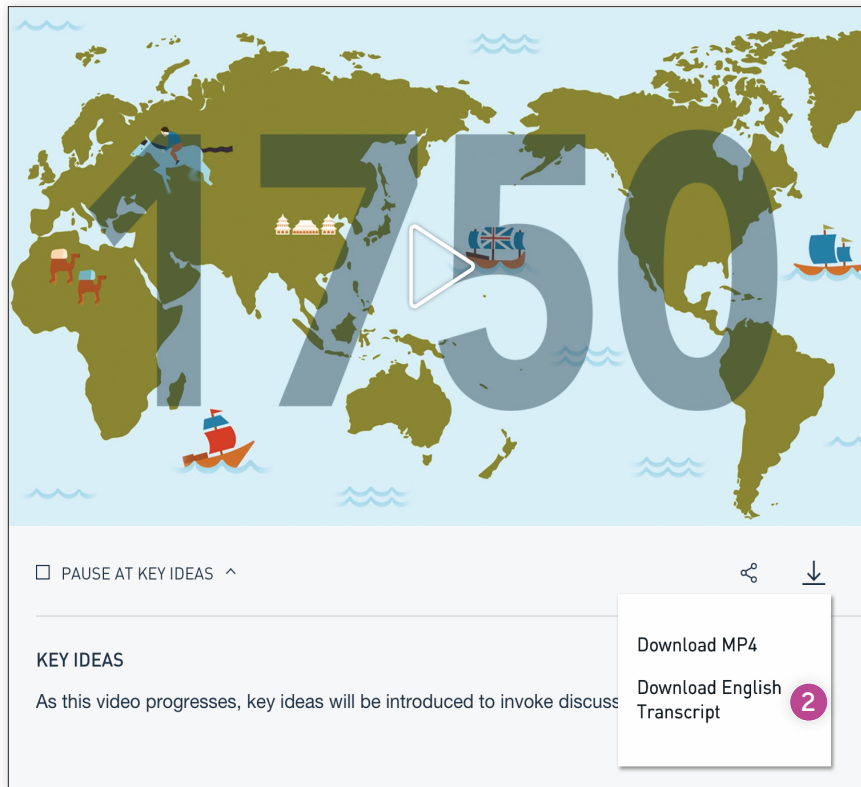 1750
PAUSE AT KEY IDEAS
Download MP4
KEY IDEAS
Download English
Transcript
2
As this video progresses, key ideas will be introduced to invoke